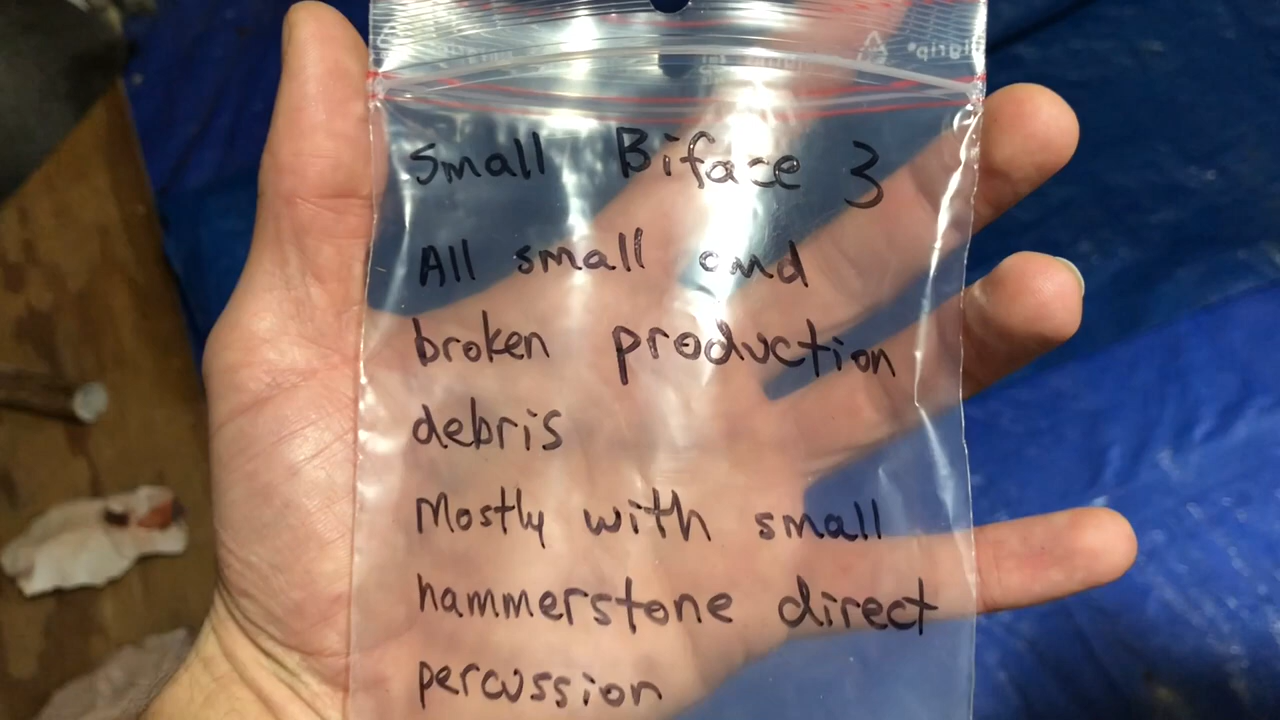 Small Biface 3
All small and
broken production
debris
Mostly with small
hammerstone direct
percussion